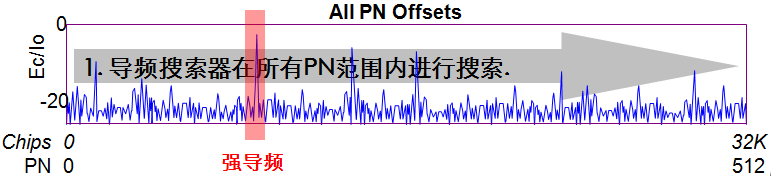 All PN Offsets
0
Ec/Io
1. 导频搜索器在所有PN范围内进行搜索.
-20
Chips 0 32K
PN 0 512
强导频